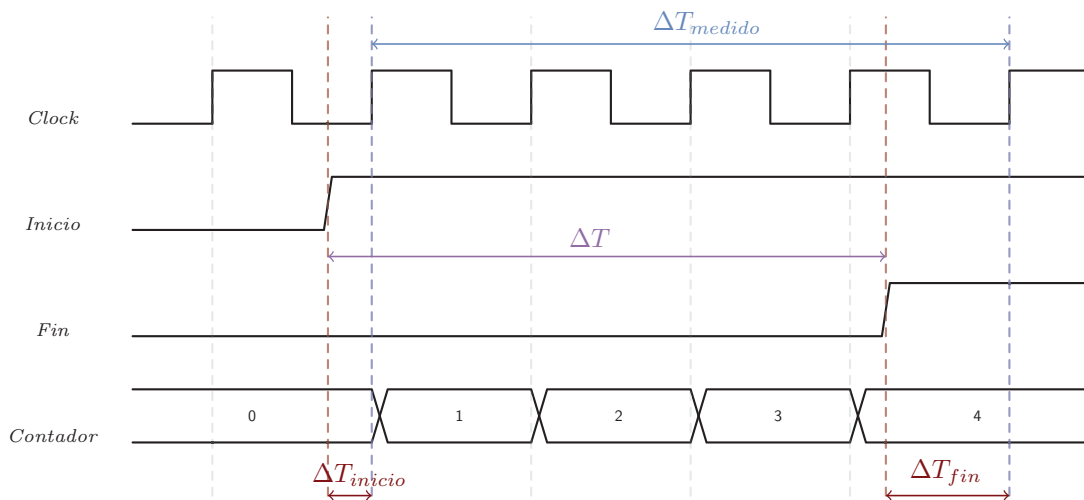 ΔT_medido
Clock
Inicio
ΔT
Fin
0 1 2 3 4
Contador
ΔT_inicio
ΔT_fin